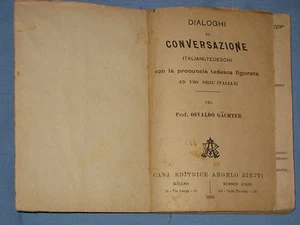 DIALOGHI
DI
CONVERSAZIONE
ITALIANI-TEDESCHI
con la pronuncia tedesca figurata
AD USO DEGL'ITALIANI
PEL
Prof. OSVALDO GÄCHTER
CASA EDITRICE ANGELO BIETTI
MILANO
BUENOS AIRES